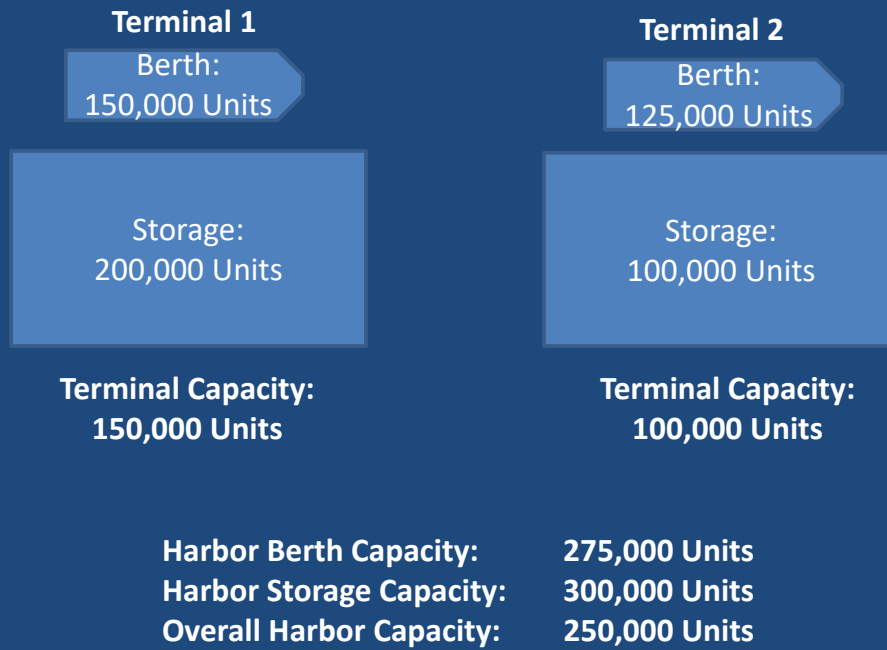 Terminal 1
Berth:
150,000 Units
Storage:
200,000 Units
Terminal Capacity:
150,000 Units
Terminal 2
Berth:
125,000 Units
Storage:
100,000 Units
Terminal Capacity:
100,000 Units
Harbor Berth Capacity: 275,000 Units
Harbor Storage Capacity: 300,000 Units
Overall Harbor Capacity: 250,000 Units